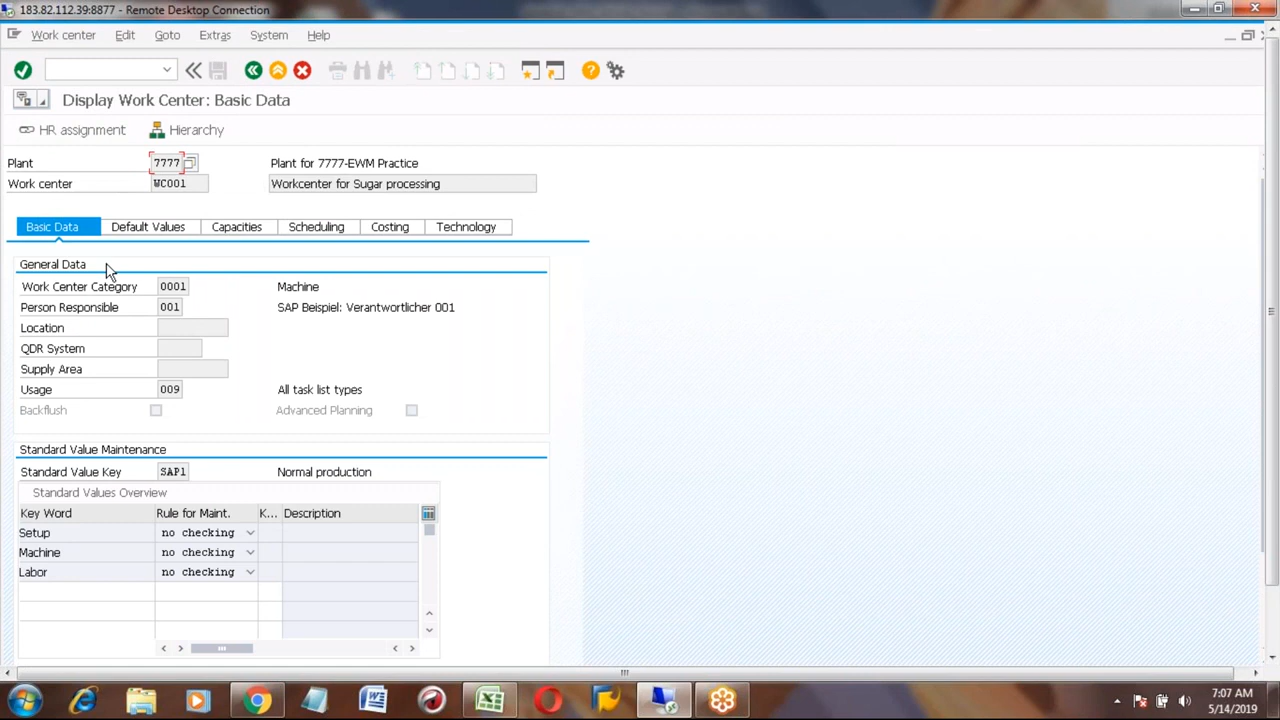 183.82.112.39:8877 - Remote Desktop Connection
Work center Edit Goto Extras System Help
Display Work Center: Basic Data
HR assignment Hierarchy
Plant 7777 Plant for 7777-EWM Practice
Work center WC001 Workcenter for Sugar processing
Basic Data Default Values Capacities Scheduling Costing Technology
General Data
Work Center Category 0001 Machine
Person Responsible 001 SAP Beispiel: Verantwortlicher 001
Location
QDR System
Supply Area
Usage 009 All task list types
Backflush Advanced Planning
Standard Value Maintenance
Standard Value Key SAP1 Normal production
Standard Values Overview
Key Word Rule for Maint. K... Description
Setup no checking
Machine no checking
Labor no checking
7:07 AM
5/14/2019